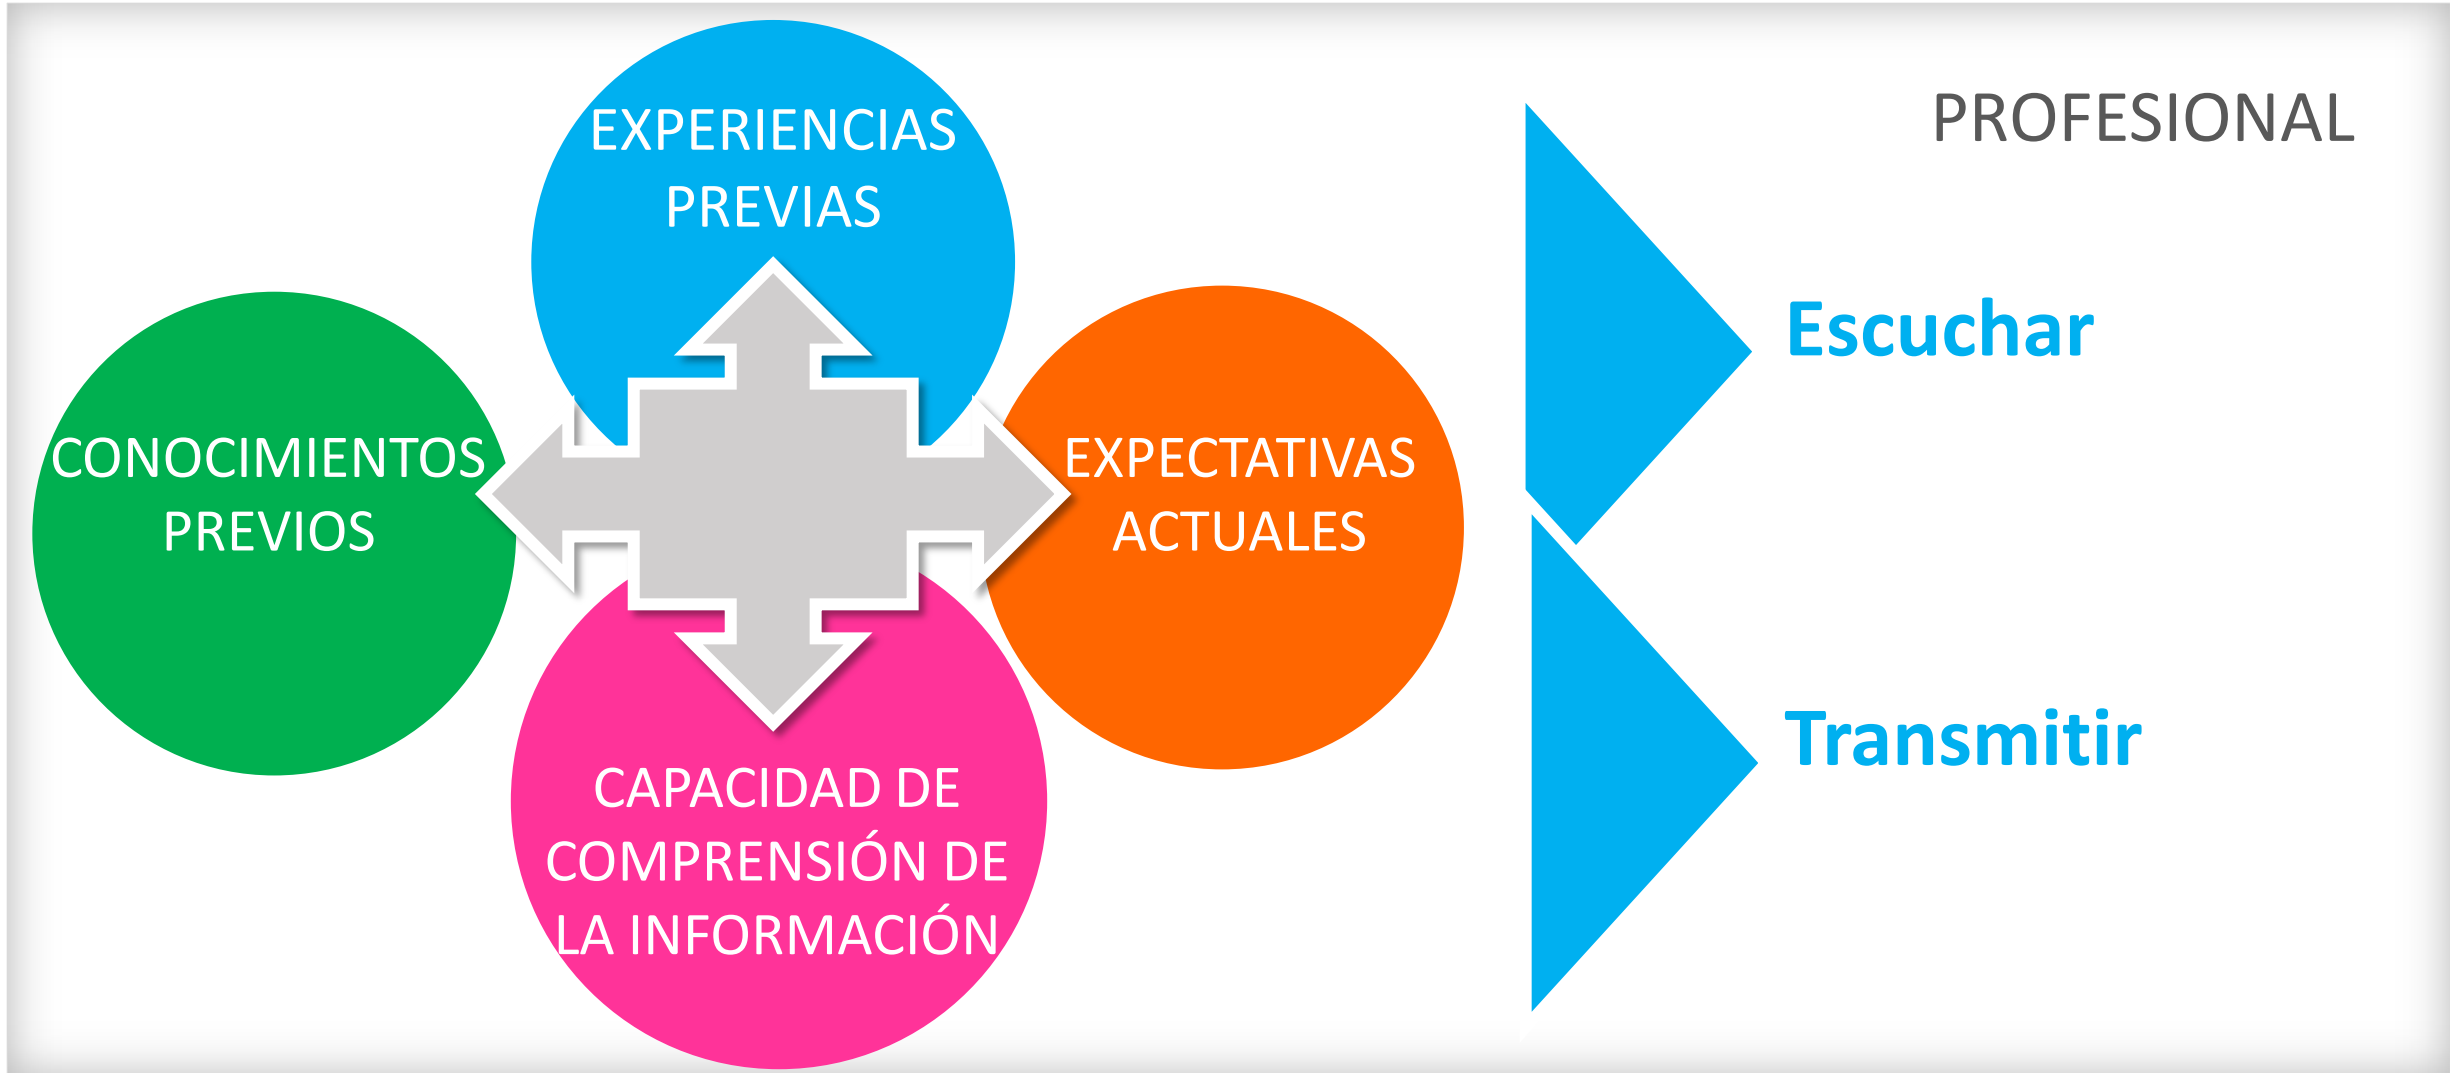 EXPERIENCIAS
PREVIAS
CONOCIMIENTOS
PREVIOS
EXPECTATIVAS
ACTUALES
CAPACIDAD DE
COMPRENSIÓN DE
LA INFORMACIÓN
PROFESIONAL
Escuchar
Transmitir